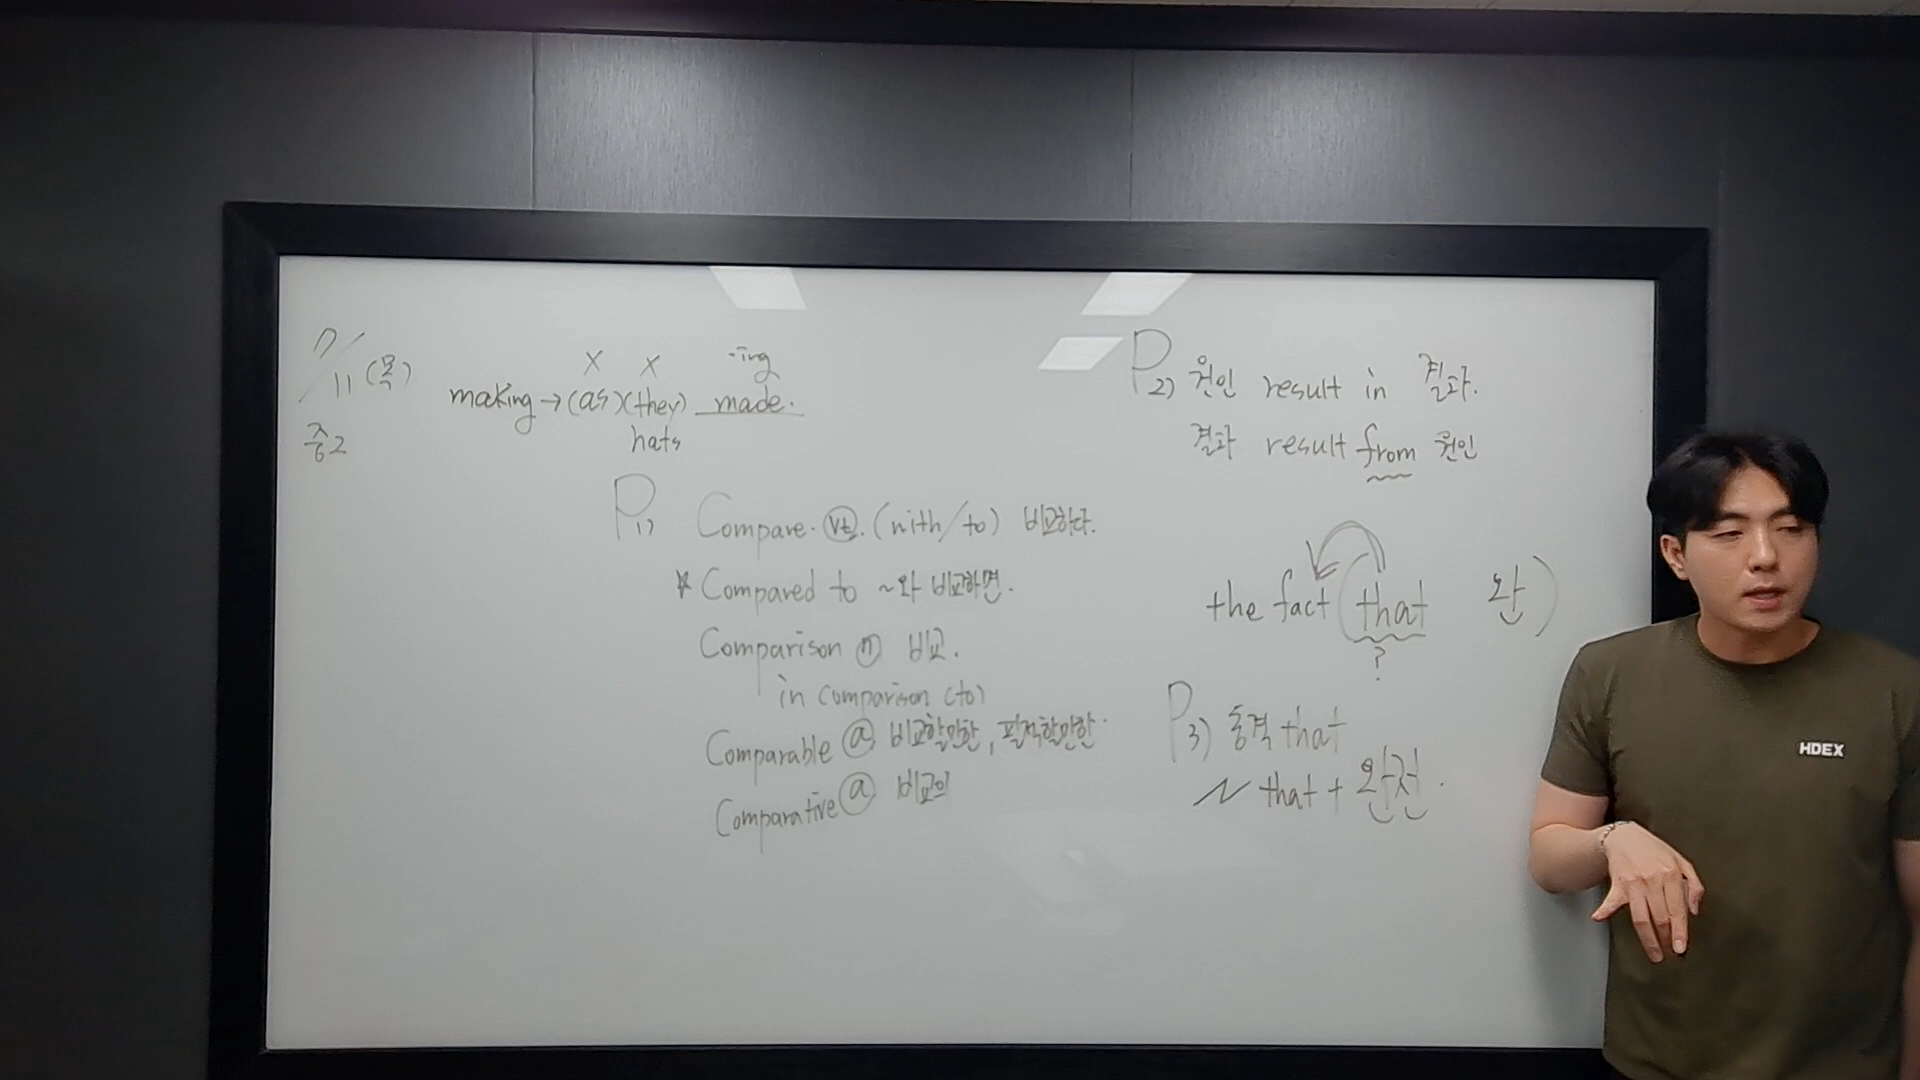 7/11 (목)
중2
X X -ing
making → (as)(they) made.
hats
P1) Compare. vt. (with/to) 비교하다.
* Compared to ~와 비교하면.
Comparison n 비교.
in comparison (to)
Comparable a 비교할만한, 필적할만한.
Comparative a 비교의
P2) 원인 result in 결과.
결과 result from 원인
the fact (that 완)
?
P3) 동격 that
N that + 완전.
HDEX